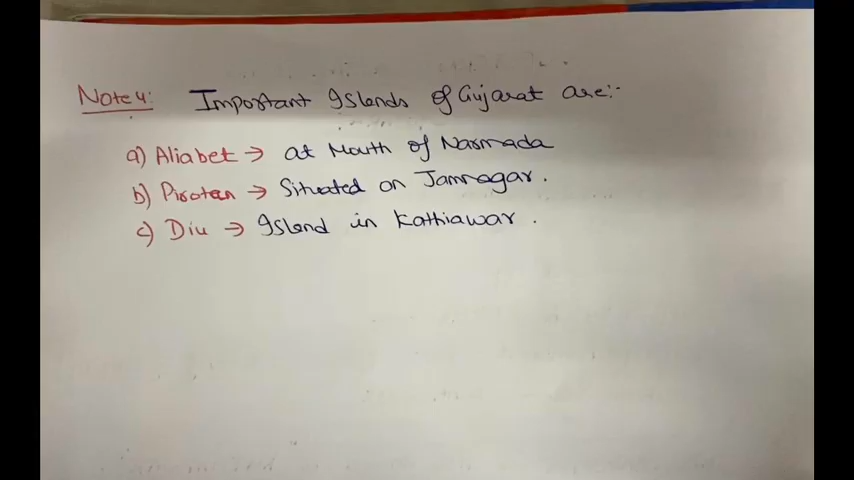 Note 4: Important Islands of Gujarat are:-
a) Aliabet → at Mouth of Narmada
b) Pirotan → Situated on Jamnagar.
c) Diu → Island in Kathiawar.